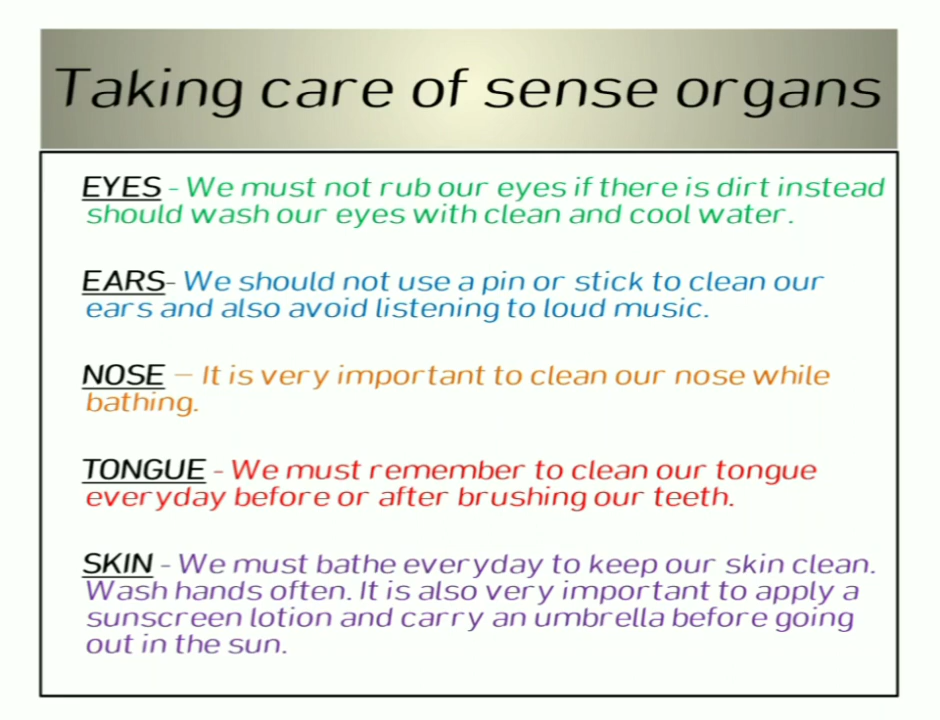 Taking care of sense organs
EYES - We must not rub our eyes if there is dirt instead
should wash our eyes with clean and cool water.
EARS- We should not use a pin or stick to clean our
ears and also avoid listening to loud music.
NOSE – It is very important to clean our nose while
bathing.
TONGUE - We must remember to clean our tongue
everyday before or after brushing our teeth.
SKIN - We must bathe everyday to keep our skin clean.
Wash hands often. It is also very important to apply a
sunscreen lotion and carry an umbrella before going
out in the sun.